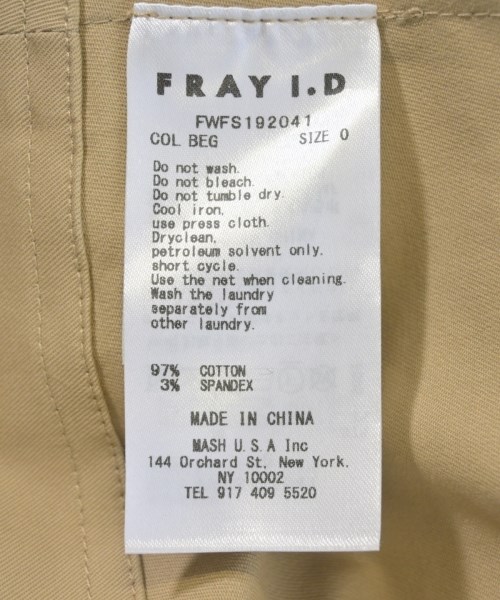 FRAY I.D
FWFS192041
COL BEG SIZE 0
Do not wash.
Do not bleach.
Do not tumble dry.
Cool iron,
use press cloth.
Dryclean,
petroleum solvent only.
short cycle.
Use the net when cleaning.
Wash the laundry
separately from
other laundry.
97% COTTON
3% SPANDEX
MADE IN CHINA
MASH U.S.A Inc
144 Orchard St, New York.
NY 10002
TEL 917 409 5520